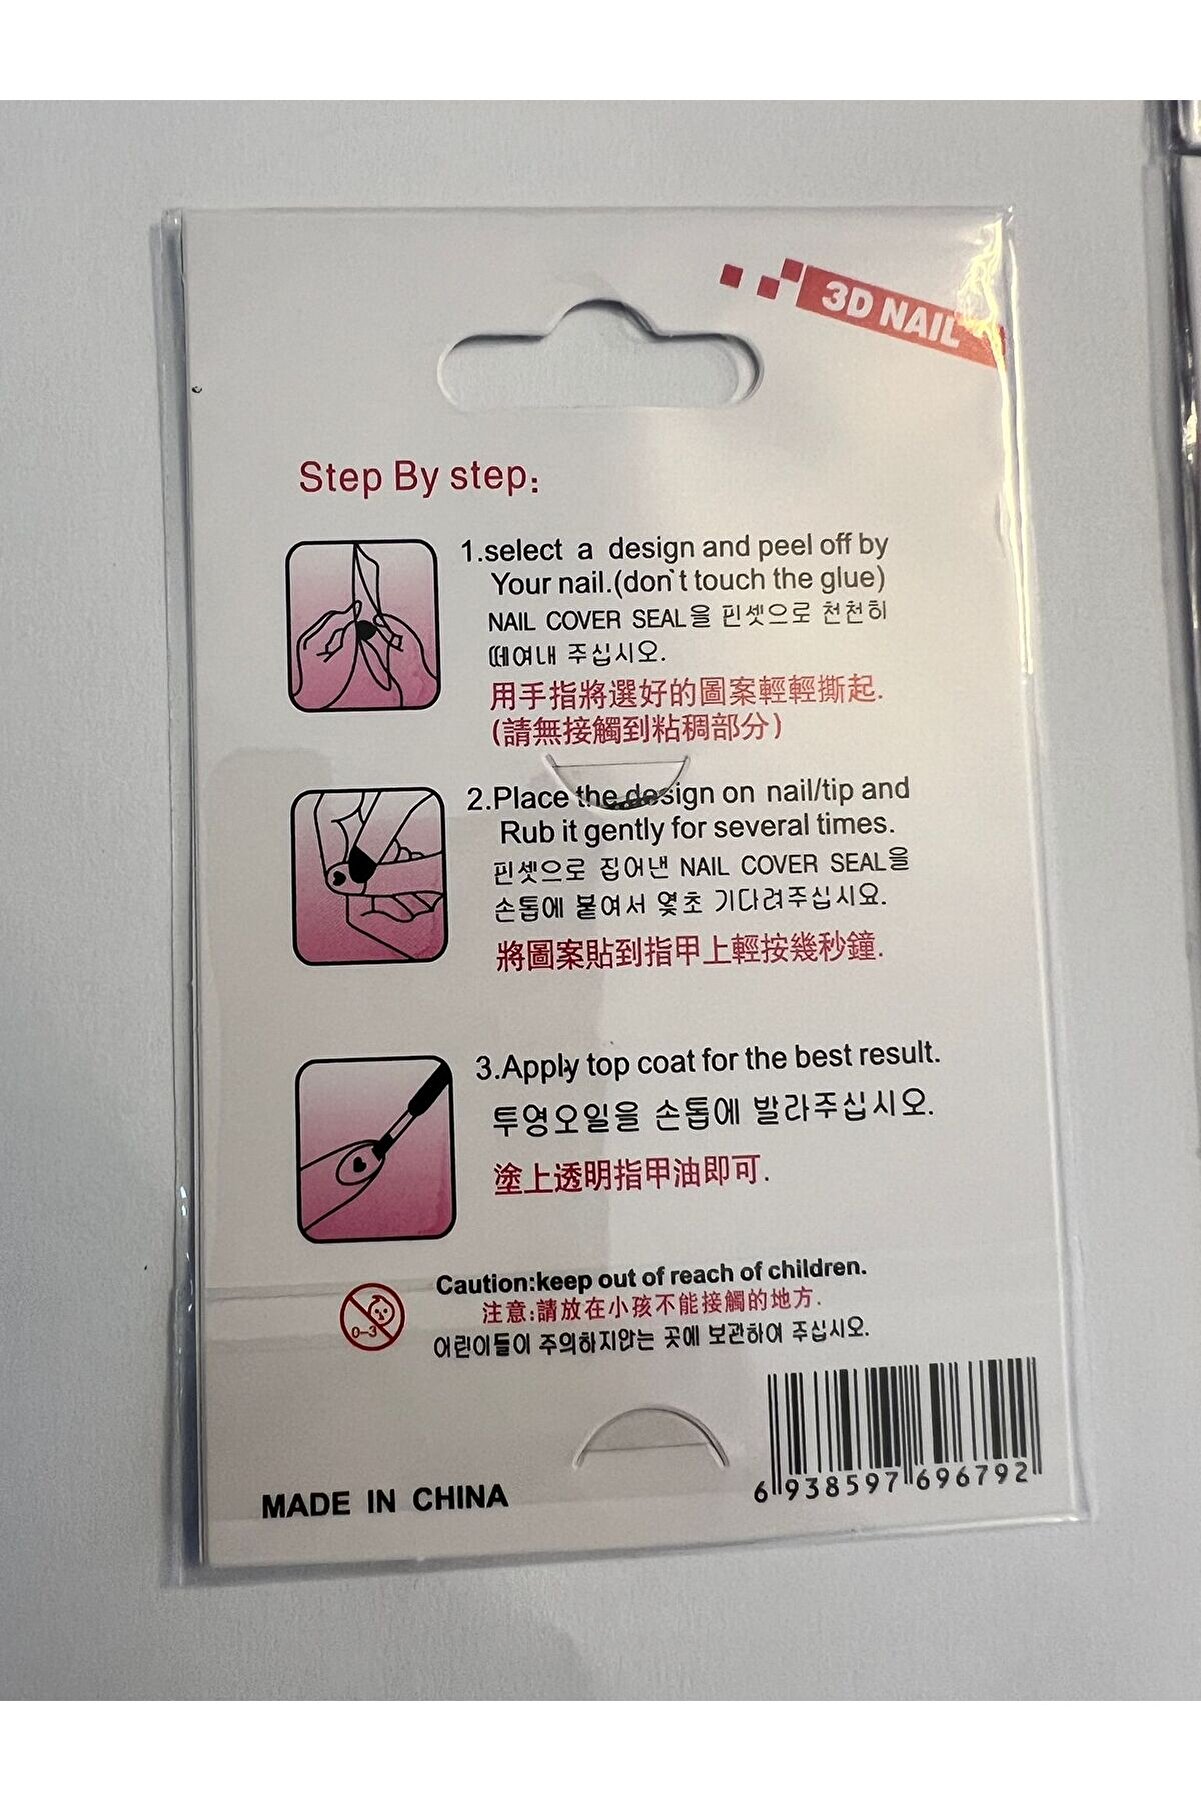 3D NAIL
Step By step:
1.select a design and peel off by
Your nail.(don't touch the glue)
NAIL COVER SEAL을 핀셋으로 천천히
떼여내 주십시오.
用手指將選好的圖案輕輕撕起.
(請無接觸到粘稠部分)
2.Place the design on nail/tip and
Rub it gently for several times.
핀셋으로 집어낸 NAIL COVER SEAL을
손톱에 붙여서 몇초 기다려주십시요.
將圖案貼到指甲上輕按幾秒鐘.
3.Apply top coat for the best result.
투영오일을 손톱에 발라주십시오.
塗上透明指甲油即可.
Caution:keep out of reach of children.
注意:請放在小孩不能接觸的地方.
0-3
어린이들이 주의하지않는 곳에 보관하여 주십시오.
MADE IN CHINA
6 938597 696792